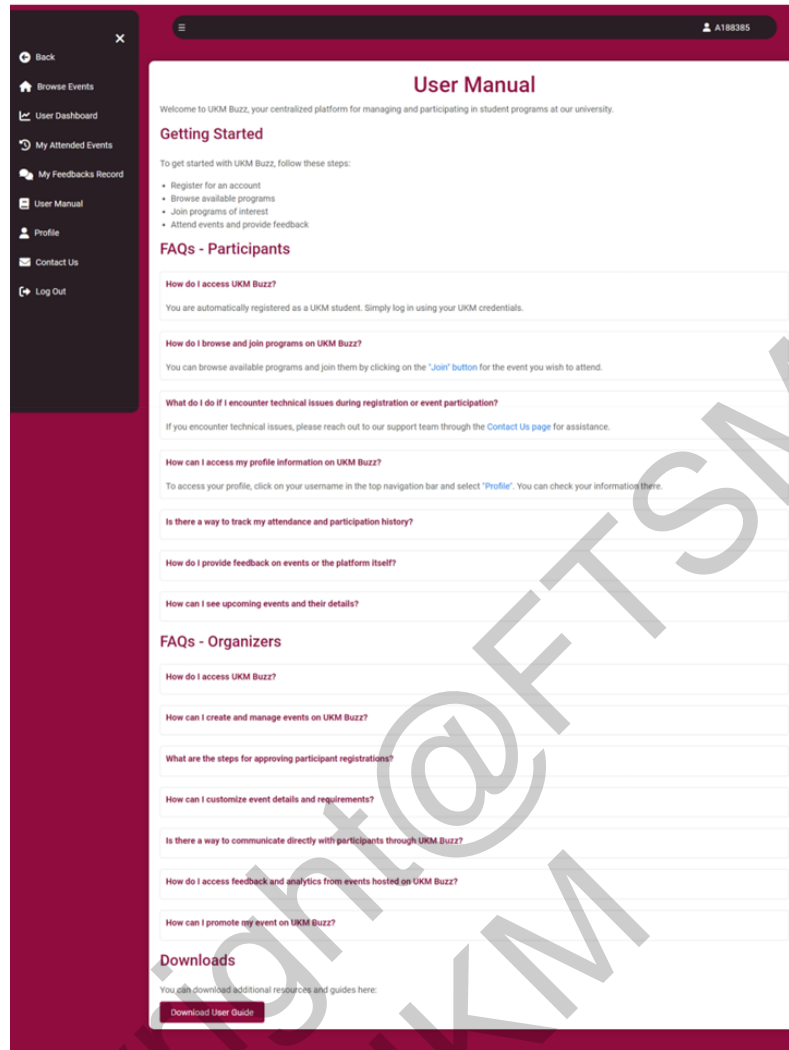 A188385
Back
Browse Events
User Dashboard
My Attended Events
My Feedbacks Record
User Manual
Profile
Contact Us
Log Out
User Manual
Welcome to UKM Buzz, your centralized platform for managing and participating in student programs at our university.
Getting Started
To get started with UKM Buzz, follow these steps:
Register for an account
Browse available programs
Join programs of interest
Attend events and provide feedback
FAQs - Participants
How do I access UKM Buzz?
You are automatically registered as a UKM student. Simply log in using your UKM credentials.
How do I browse and join programs on UKM Buzz?
You can browse available programs and join them by clicking on the "Join" button for the event you wish to attend.
What do I do if I encounter technical issues during registration or event participation?
If you encounter technical issues, please reach out to our support team through the Contact Us page for assistance.
How can I access my profile information on UKM Buzz?
To access your profile, click on your username in the top navigation bar and select "Profile". You can check your information there.
Is there a way to track my attendance and participation history?
How do I provide feedback on events or the platform itself?
How can I see upcoming events and their details?
FAQs - Organizers
How do I access UKM Buzz?
How can I create and manage events on UKM Buzz?
What are the steps for approving participant registrations?
How can I customize event details and requirements?
Is there a way to communicate directly with participants through UKM Buzz?
How do I access feedback and analytics from events hosted on UKM Buzz?
How can I promote my event on UKM Buzz?
Downloads
You can download additional resources and guides here:
Download User Guide
right@FTSM
UKM